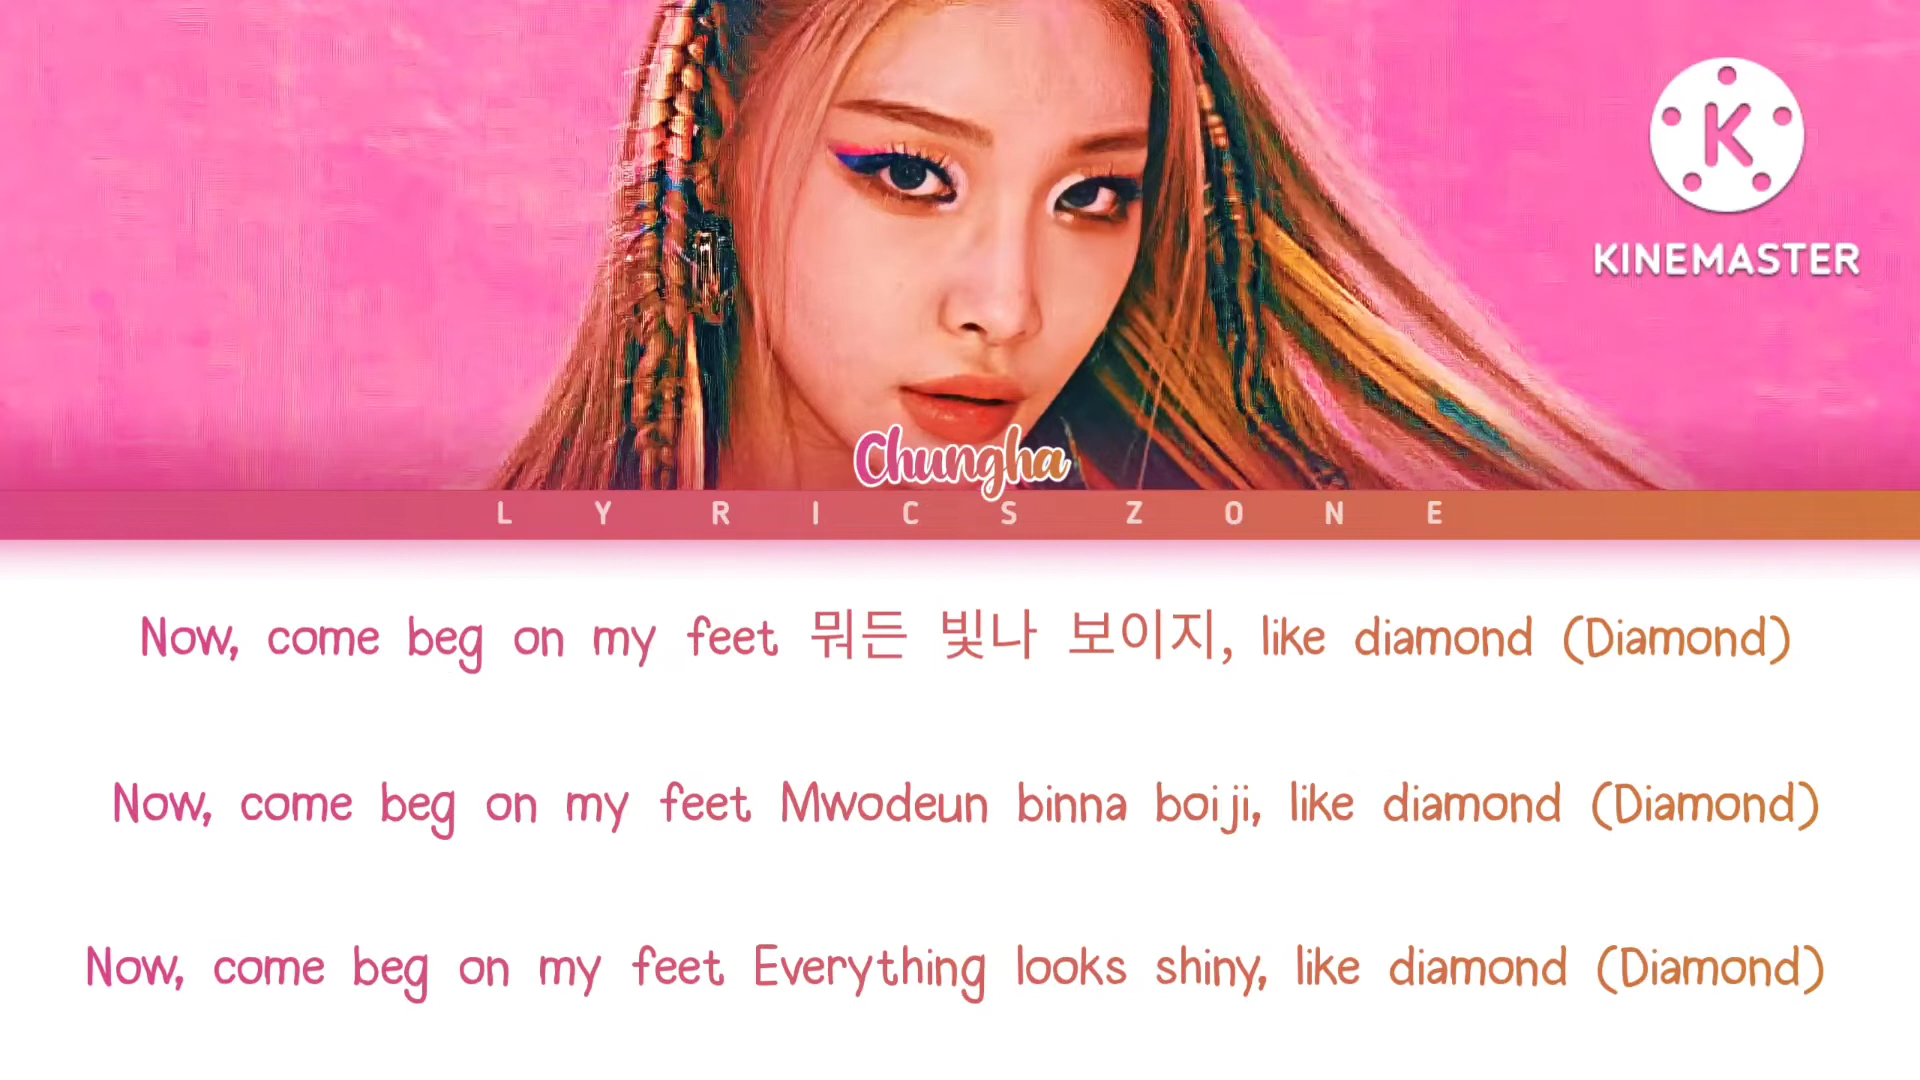 K
KINEMASTER
Chungha
LYRICS ZONE
Now, come beg on my feet 뭐든 빛나 보이지, like diamond (Diamond)
Now, come beg on my feet Mwodeun binna boiji, like diamond (Diamond)
Now, come beg on my feet Everything looks shiny, like diamond (Diamond)